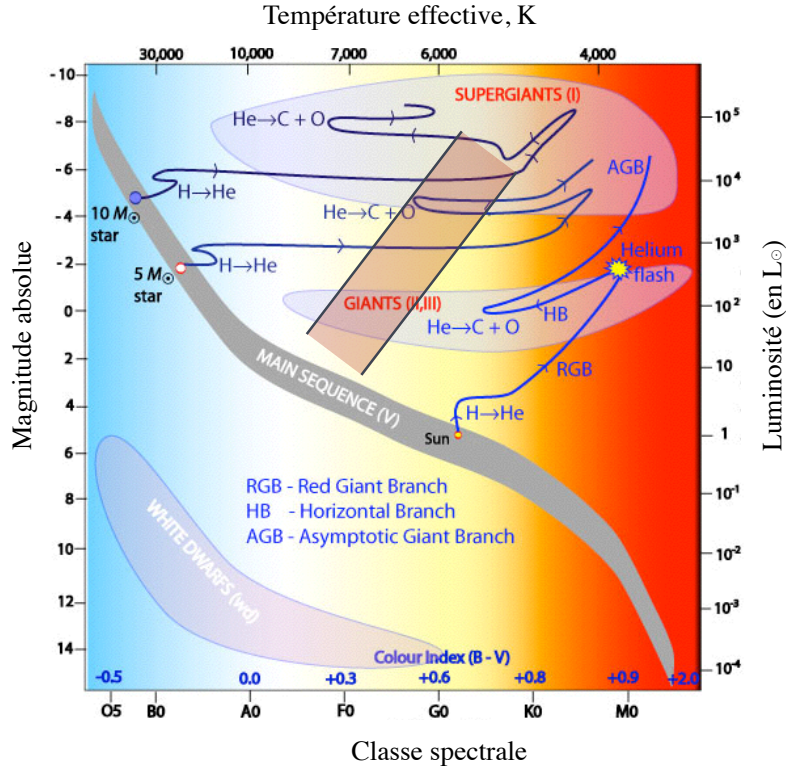 Température effective, K
30,000 10,000 7,000 6,000 4,000
-10
-8
-6
-4
-2
0
2
4
6
8
10
12
14
Magnitude absolue
10⁵
10⁴
10³
10²
10
1
10⁻¹
10⁻²
10⁻³
10⁻⁴
Luminosité (en L☉)
SUPERGIANTS (I)
He→C + O
AGB
H→He
10 M☉
star
He→C + O
Helium
flash
H→He
5 M☉
star
GIANTS (II,III)
HB
He→C + O
RGB
MAIN SEQUENCE (V)
H→He
Sun
RGB - Red Giant Branch
HB - Horizontal Branch
AGB - Asymptotic Giant Branch
WHITE DWARFS (wd)
Colour Index (B - V)
-0.5 0.0 +0.3 +0.6 +0.8 +0.9 +2.0
O5 B0 A0 F0 G0 K0 M0
Classe spectrale